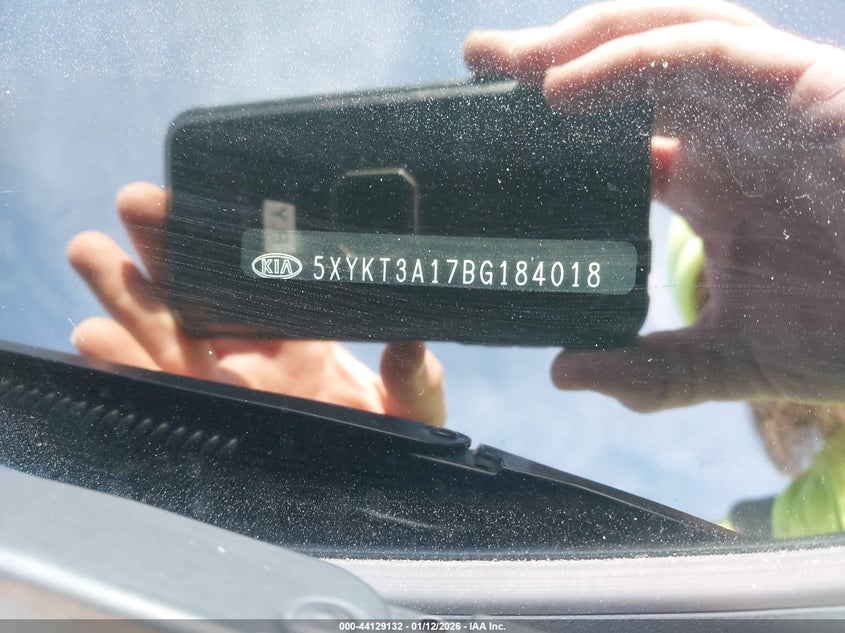 KIA 5XYKT3A17BG184018
000-44129132 - 01/12/2026 - IAA Inc.